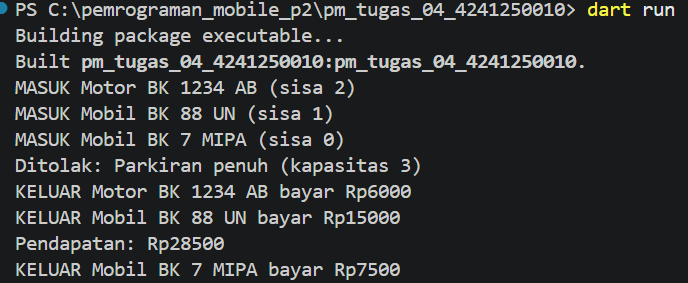 PS C:\pemrograman_mobile_p2\pm_tugas_04_4241250010> dart run
Building package executable...
Built pm_tugas_04_4241250010:pm_tugas_04_4241250010.
MASUK Motor BK 1234 AB (sisa 2)
MASUK Mobil BK 88 UN (sisa 1)
MASUK Mobil BK 7 MIPA (sisa 0)
Ditolak: Parkiran penuh (kapasitas 3)
KELUAR Motor BK 1234 AB bayar Rp6000
KELUAR Mobil BK 88 UN bayar Rp15000
Pendapatan: Rp28500
KELUAR Mobil BK 7 MIPA bayar Rp7500